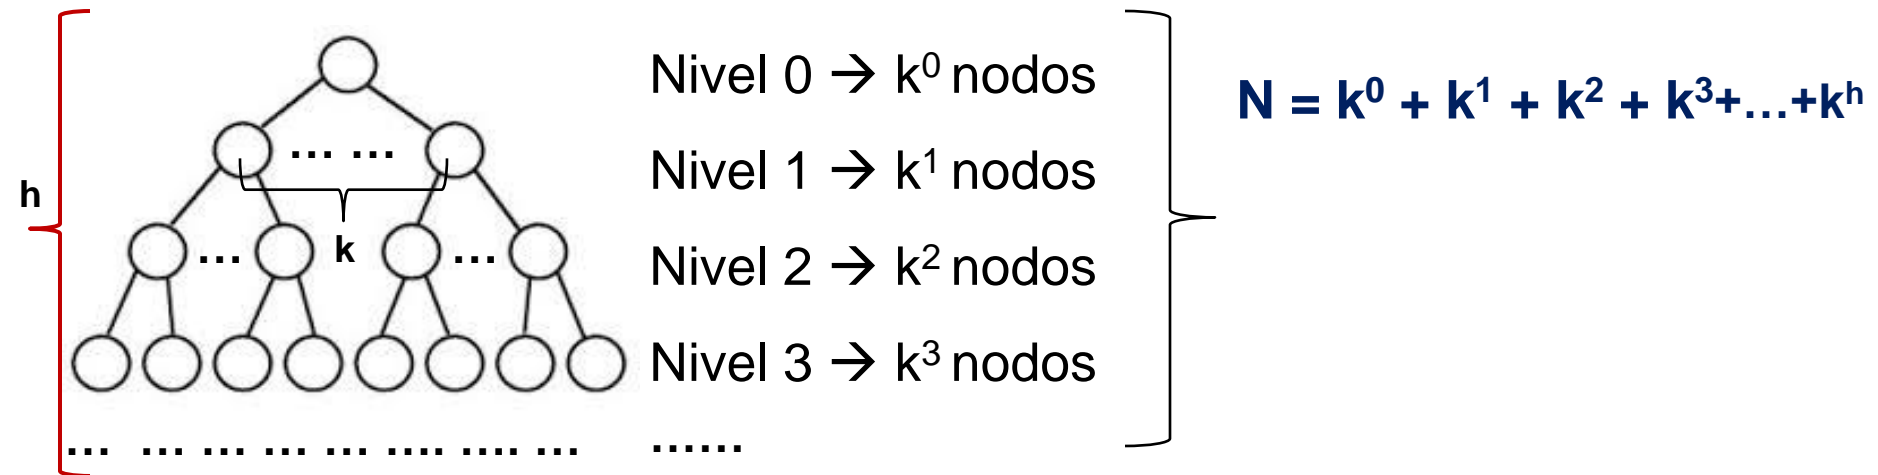 h
... ...
... k ...
... ... ... ... ... .... .... ...
Nivel 0 → k⁰ nodos
Nivel 1 → k¹ nodos
Nivel 2 → k² nodos
Nivel 3 → k³ nodos
......
N = k⁰ + k¹ + k² + k³+...+kʰ